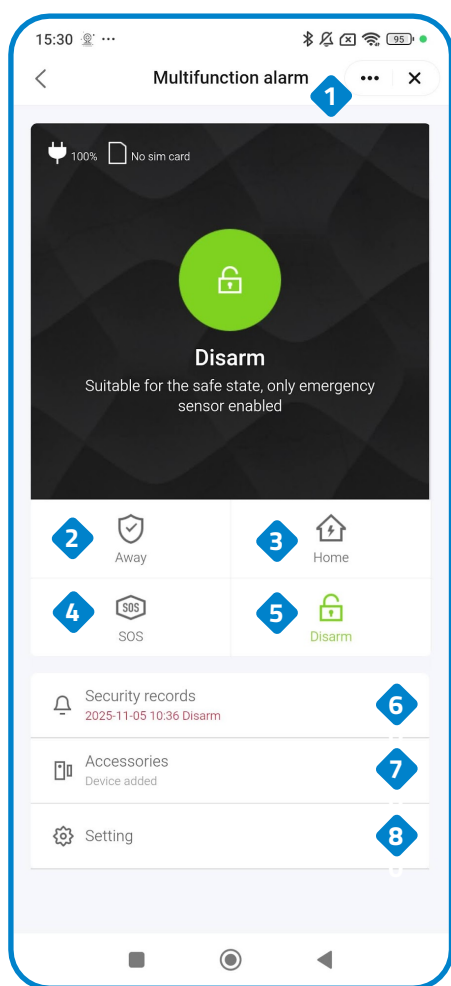 15:30 ••• 95
Multifunction alarm ••• X
1
100% No sim card
Disarm
Suitable for the safe state, only emergency
sensor enabled
2 Away
3 Home
4 SOS SOS
5 Disarm
Security records
2025-11-05 10:36 Disarm
6
Accessories
Device added
7
Setting
8